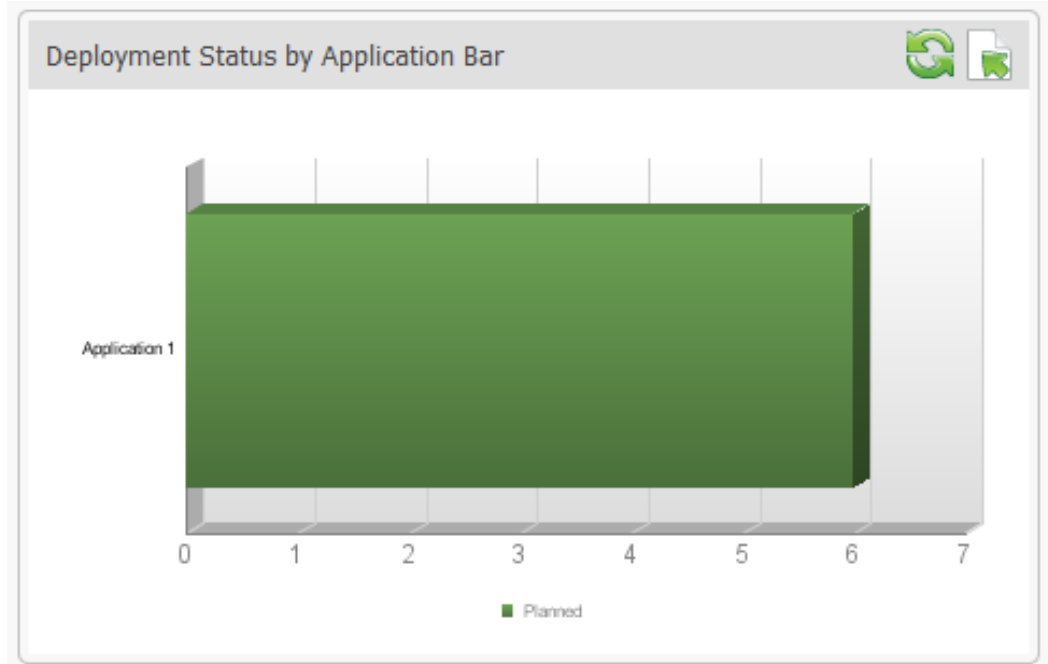 Deployment Status by Application Bar
Application 1
0 1 2 3 4 5 6 7
Planned